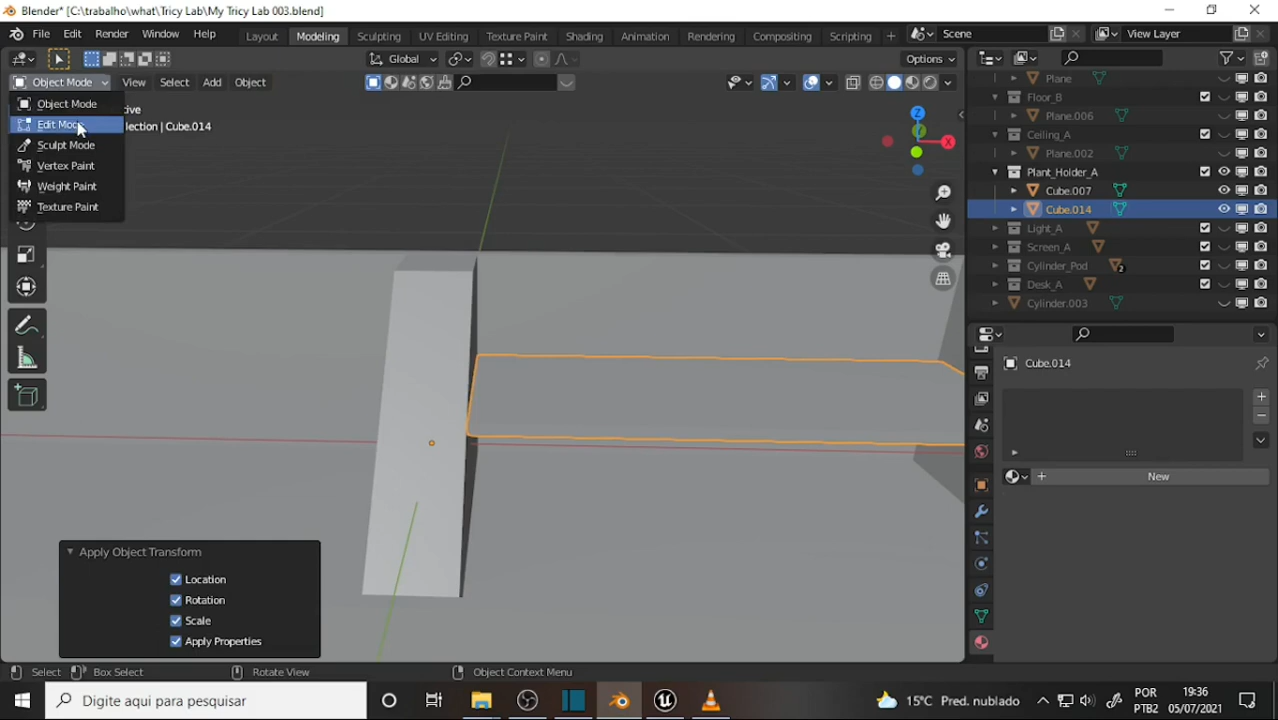 Blender* [C:\trabalho\what\Tricy Lab\My Tricy Lab 003.blend]
File Edit Render Window Help Layout Modeling Sculpting UV Editing Texture Paint Shading Animation Rendering Compositing Scripting + Scene View Layer
Global Options
Object Mode View Select Add Object
Object Mode
Edit Mod
Sculpt Mode
Vertex Paint
Weight Paint
Texture Paint
ctive
llection | Cube.014
X
Plane
Floor_B
Plane.006
Ceiling_A
Plane.002
Plant_Holder_A
Cube.007
Cube.014
Light_A
Screen_A
Cylinder_Pod 2
Desk_A
Cylinder.003
Cube.014
New
Apply Object Transform
Location
Rotation
Scale
Apply Properties
Select Box Select Rotate View Object Context Menu
Digite aqui para pesquisar
15°C Pred. nublado
POR
PTB2
19:36
05/07/2021